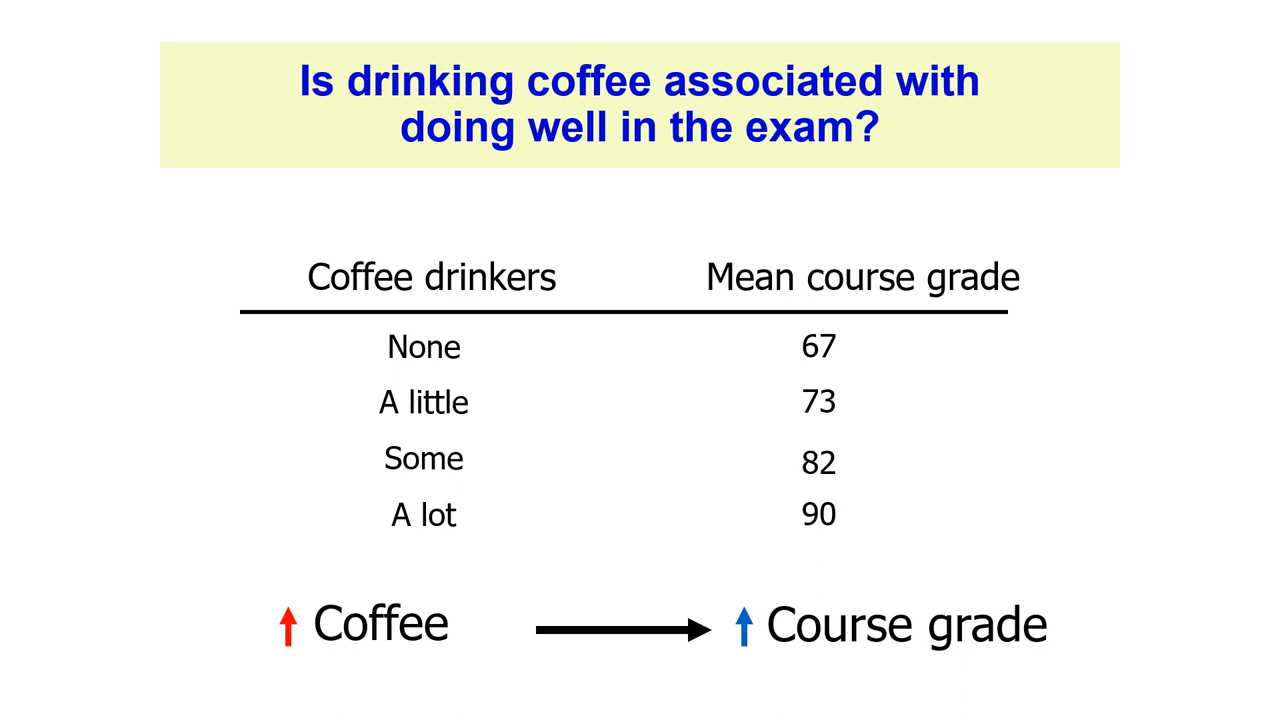 Is drinking coffee associated with
doing well in the exam?
Coffee drinkers Mean course grade
None 67
A little 73
Some 82
A lot 90
Coffee Course grade